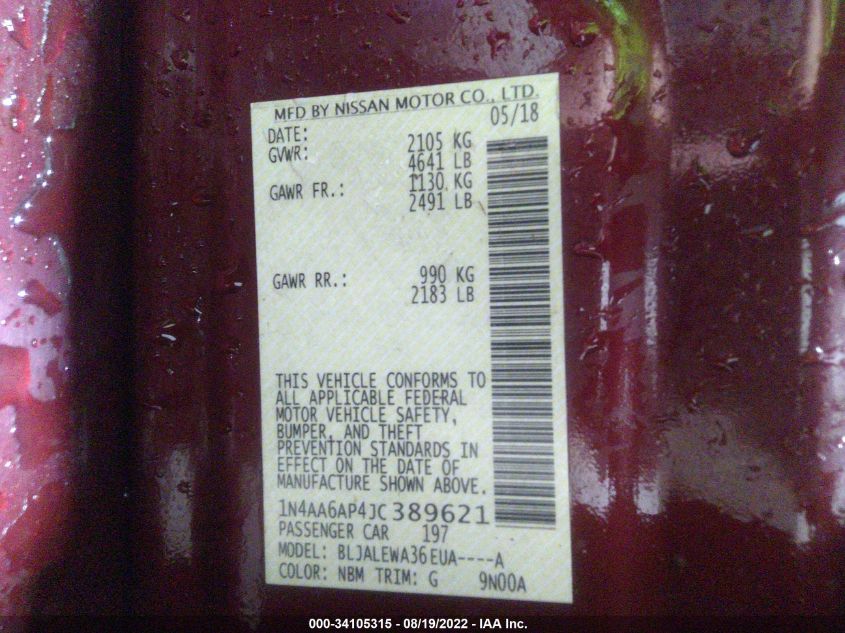 MFD BY NISSAN MOTOR CO., LTD.
DATE: 05/18
GVWR: 2105 KG
4641 LB
GAWR FR.: 1130 KG
2491 LB
GAWR RR.: 990 KG
2183 LB
THIS VEHICLE CONFORMS TO
ALL APPLICABLE FEDERAL
MOTOR VEHICLE SAFETY,
BUMPER, AND THEFT
PREVENTION STANDARDS IN
EFFECT ON THE DATE OF
MANUFACTURE SHOWN ABOVE.
1N4AA6AP4JC389621
PASSENGER CAR 197
MODEL: BLJALEWA36EUA----A
COLOR: NBM TRIM: G 9N00A
000-34105315 - 08/19/2022 - IAA Inc.